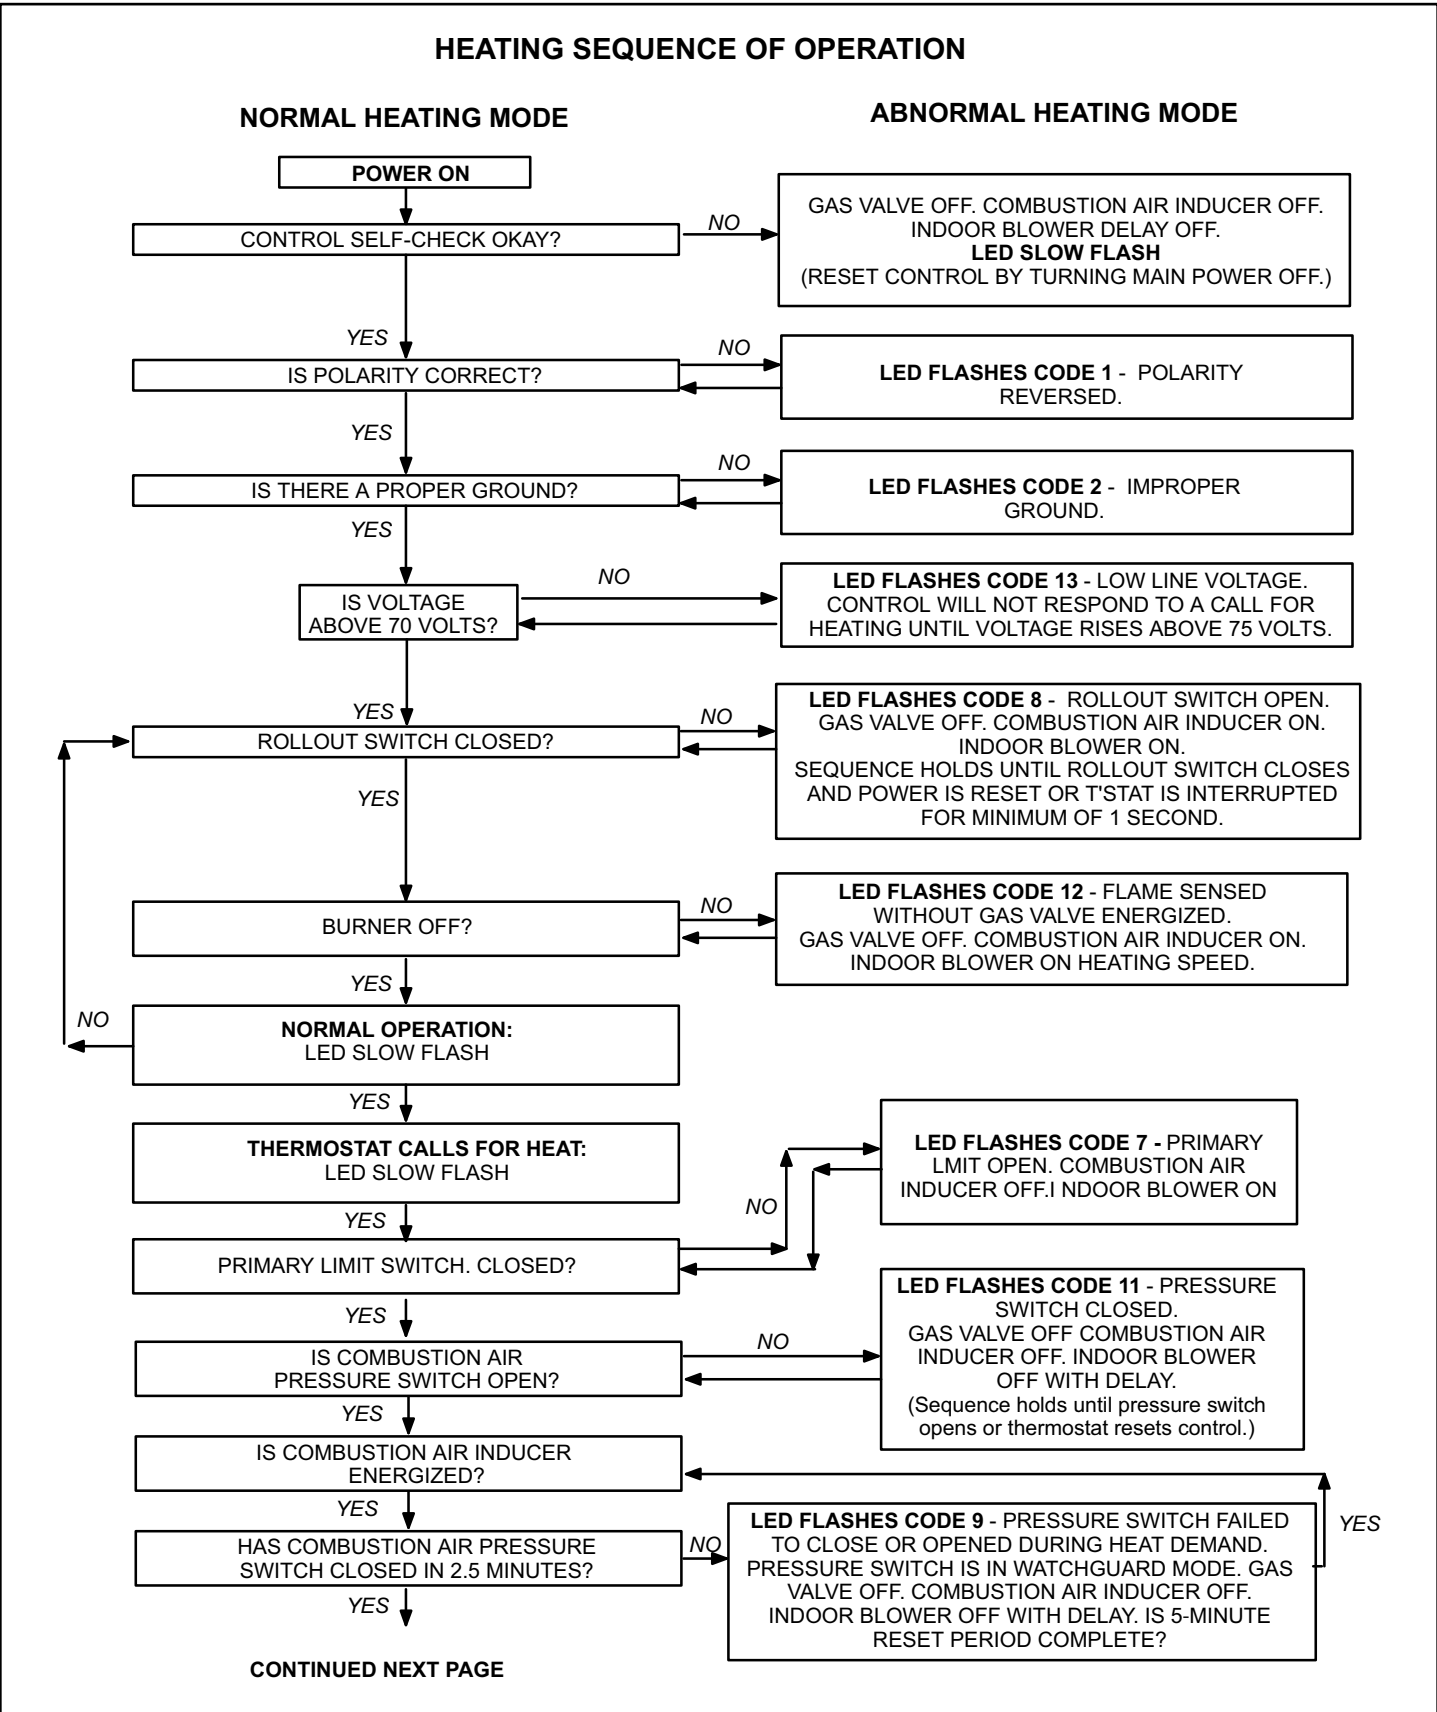 HEATING SEQUENCE OF OPERATION
NORMAL HEATING MODE
ABNORMAL HEATING MODE
POWER ON
CONTROL SELF-CHECK OKAY?
NO
GAS VALVE OFF. COMBUSTION AIR INDUCER OFF.
INDOOR BLOWER DELAY OFF.
LED SLOW FLASH
(RESET CONTROL BY TURNING MAIN POWER OFF.)
YES
IS POLARITY CORRECT?
NO
LED FLASHES CODE 1 - POLARITY
REVERSED.
YES
IS THERE A PROPER GROUND?
NO
LED FLASHES CODE 2 - IMPROPER
GROUND.
YES
IS VOLTAGE
ABOVE 70 VOLTS?
NO
LED FLASHES CODE 13 - LOW LINE VOLTAGE.
CONTROL WILL NOT RESPOND TO A CALL FOR
HEATING UNTIL VOLTAGE RISES ABOVE 75 VOLTS.
YES
ROLLOUT SWITCH CLOSED?
NO
LED FLASHES CODE 8 - ROLLOUT SWITCH OPEN.
GAS VALVE OFF. COMBUSTION AIR INDUCER ON.
INDOOR BLOWER ON.
SEQUENCE HOLDS UNTIL ROLLOUT SWITCH CLOSES
AND POWER IS RESET OR T'STAT IS INTERRUPTED
FOR MINIMUM OF 1 SECOND.
YES
BURNER OFF?
NO
LED FLASHES CODE 12 - FLAME SENSED
WITHOUT GAS VALVE ENERGIZED.
GAS VALVE OFF. COMBUSTION AIR INDUCER ON.
INDOOR BLOWER ON HEATING SPEED.
YES
NO
NORMAL OPERATION:
LED SLOW FLASH
YES
THERMOSTAT CALLS FOR HEAT:
LED SLOW FLASH
NO
LED FLASHES CODE 7 - PRIMARY
LMIT OPEN. COMBUSTION AIR
INDUCER OFF.I NDOOR BLOWER ON
YES
PRIMARY LIMIT SWITCH. CLOSED?
YES
IS COMBUSTION AIR
PRESSURE SWITCH OPEN?
NO
LED FLASHES CODE 11 - PRESSURE
SWITCH CLOSED.
GAS VALVE OFF COMBUSTION AIR
INDUCER OFF. INDOOR BLOWER
OFF WITH DELAY.
(Sequence holds until pressure switch
opens or thermostat resets control.)
YES
IS COMBUSTION AIR INDUCER
ENERGIZED?
YES
HAS COMBUSTION AIR PRESSURE
SWITCH CLOSED IN 2.5 MINUTES?
NO
LED FLASHES CODE 9 - PRESSURE SWITCH FAILED
TO CLOSE OR OPENED DURING HEAT DEMAND.
PRESSURE SWITCH IS IN WATCHGUARD MODE. GAS
VALVE OFF. COMBUSTION AIR INDUCER OFF.
INDOOR BLOWER OFF WITH DELAY. IS 5-MINUTE
RESET PERIOD COMPLETE?
YES
YES
CONTINUED NEXT PAGE